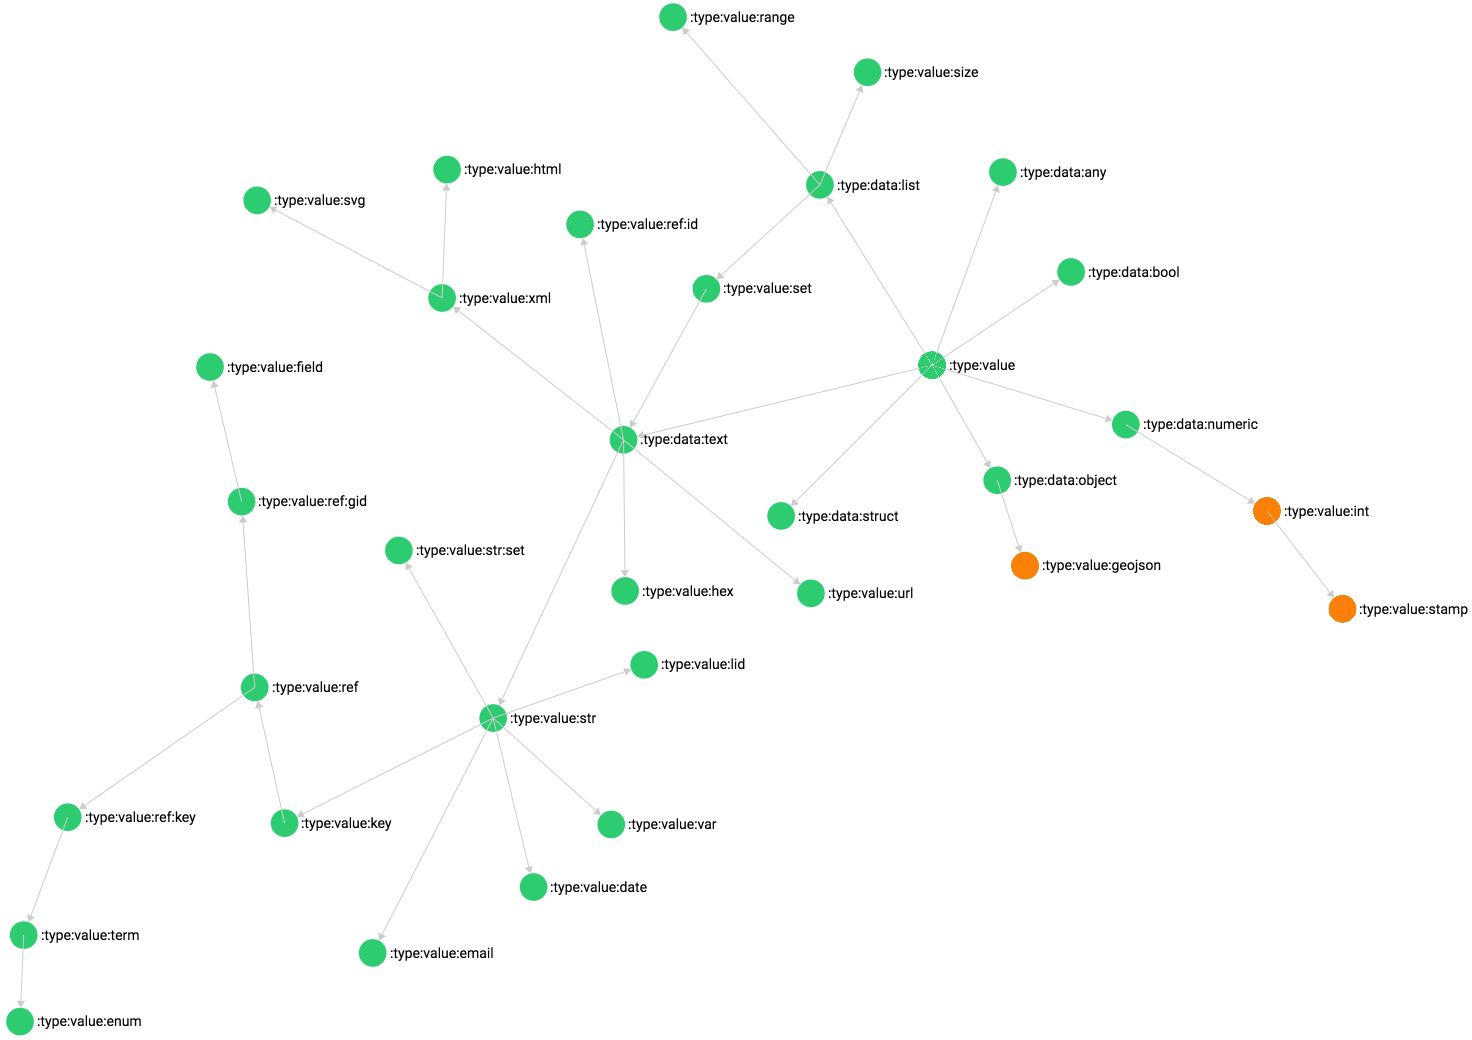 :type:value:range
:type:value:size
:type:value:html
:type:data:any
:type:data:list
:type:value:svg
:type:value:ref:id
:type:data:bool
:type:value:set
:type:value:xml
:type:value
:type:value:field
:type:data:numeric
:type:data:text
:type:data:object
:type:value:ref:gid
:type:value:int
:type:data:struct
:type:value:str:set
:type:value:geojson
:type:value:hex
:type:value:url
:type:value:stamp
:type:value:lid
:type:value:ref
:type:value:str
:type:value:ref:key
:type:value:key
:type:value:var
:type:value:date
:type:value:term
:type:value:email
:type:value:enum